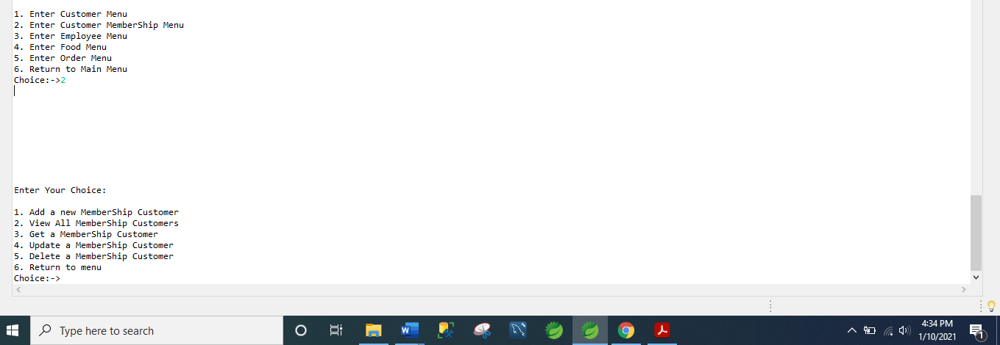 1. Enter Customer Menu
2. Enter Customer MemberShip Menu
3. Enter Employee Menu
4. Enter Food Menu
5. Enter Order Menu
6. Return to Main Menu
Choice:->2
Enter Your Choice:
1. Add a new MemberShip Customer
2. View All MemberShip Customers
3. Get a MemberShip Customer
4. Update a MemberShip Customer
5. Delete a MemberShip Customer
6. Return to menu
Choice:->
Type here to search
W
4:34 PM
1/10/2021
1